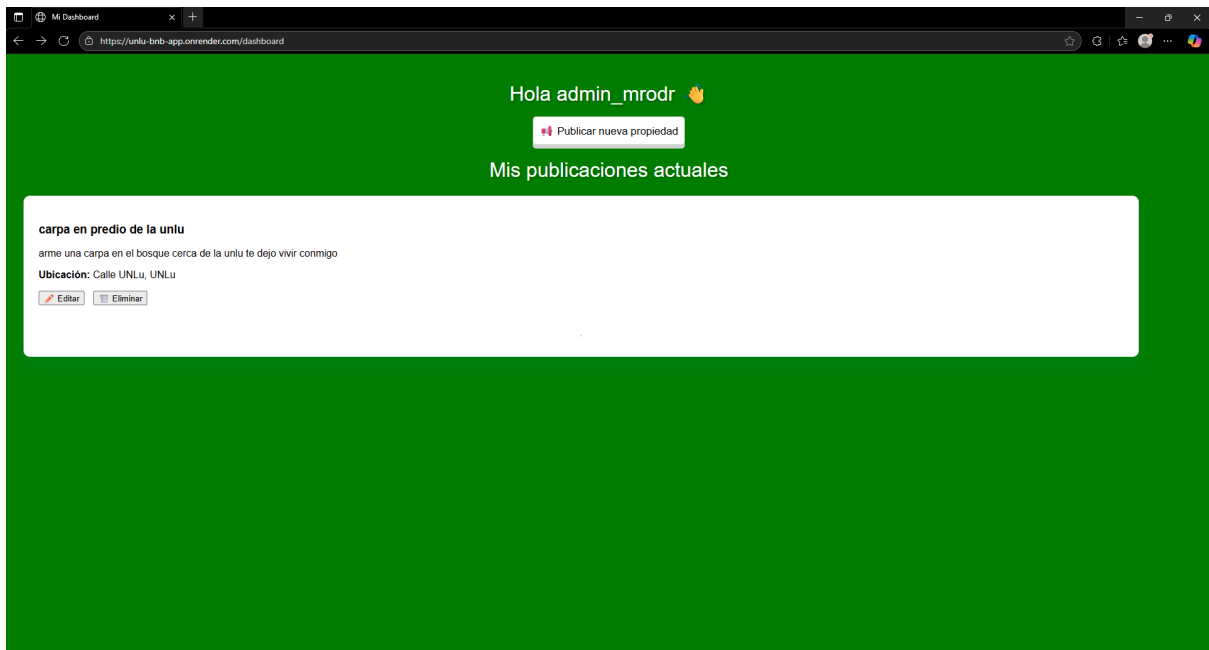 Mi Dashboard
https://unlu-bnb-app.onrender.com/dashboard
Hola admin_mrodr 👋
📢 Publicar nueva propiedad
Mis publicaciones actuales
carpa en predio de la unlu
arme una carpa en el bosque cerca de la unlu te dejo vivir conmigo
Ubicación: Calle UNLu, UNLu
✏️ Editar 🗑️ Eliminar